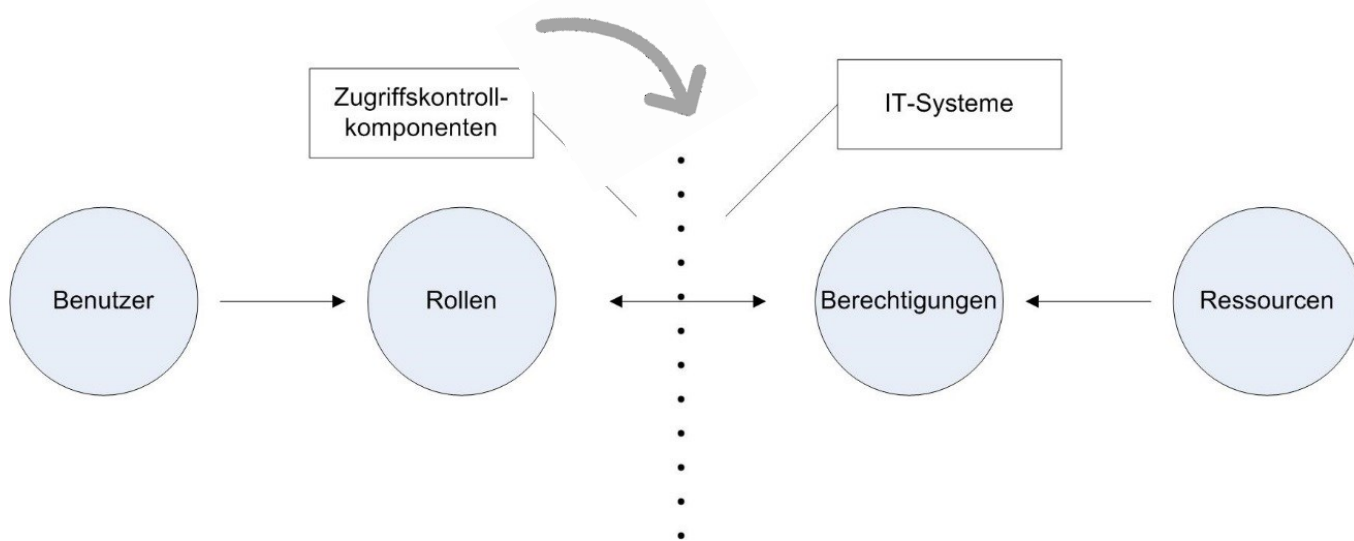 Zugriffskontroll-
komponenten
IT-Systeme
Benutzer
Rollen
Berechtigungen
Ressourcen